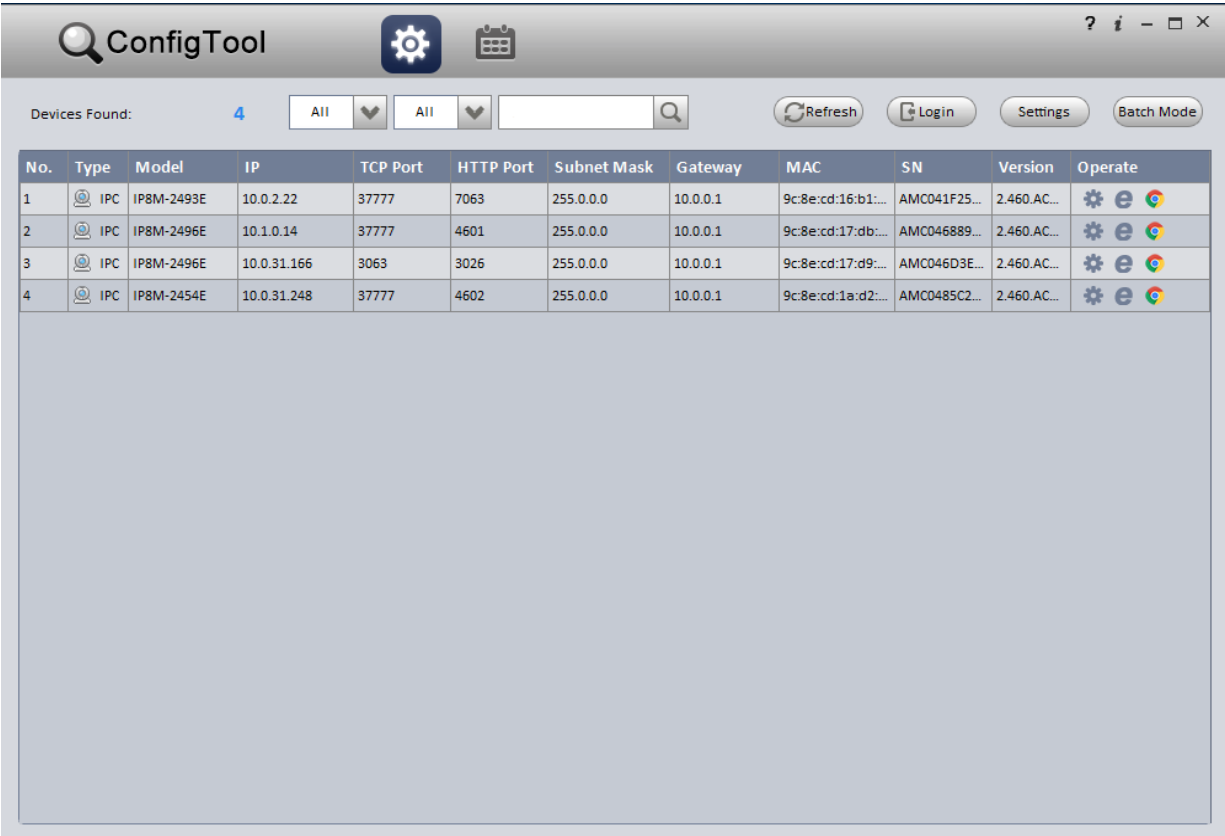 ConfigTool
? i
Devices Found: 4 All All Refresh Login Settings Batch Mode
No. Type Model IP TCP Port HTTP Port Subnet Mask Gateway MAC SN Version Operate
1 IPC IP8M-2493E 10.0.2.22 37777 7063 255.0.0.0 10.0.0.1 9c:8e:cd:16:b1:... AMC041F25... 2.460.AC...
2 IPC IP8M-2496E 10.1.0.14 37777 4601 255.0.0.0 10.0.0.1 9c:8e:cd:17:db:... AMC046889... 2.460.AC...
3 IPC IP8M-2496E 10.0.31.166 3063 3026 255.0.0.0 10.0.0.1 9c:8e:cd:17:d9:... AMC046D3E... 2.460.AC...
4 IPC IP8M-2454E 10.0.31.248 37777 4602 255.0.0.0 10.0.0.1 9c:8e:cd:1a:d2:... AMC0485C2... 2.460.AC...